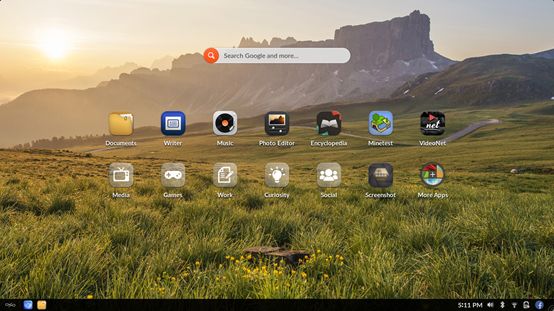 Search Google and more...
Documents
Writer
Music
Photo Editor
Encyclopedia
Minetest
VideoNet
Media
Games
Work
Curiosity
Social
Screenshot
More Apps
5:11 PM